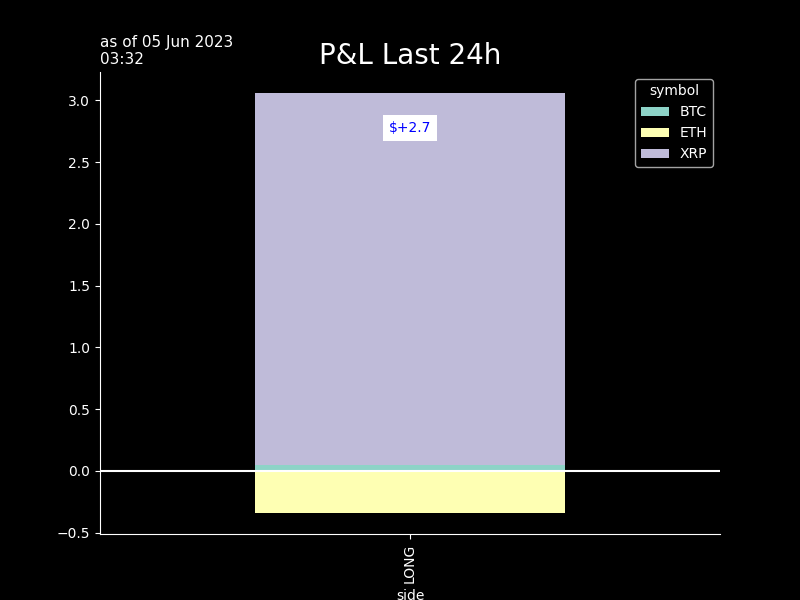 as of 05 Jun 2023
03:32
P&L Last 24h
symbol
BTC
ETH
XRP
$+2.7
3.0
2.5
2.0
1.5
1.0
0.5
0.0
−0.5
LONG
side